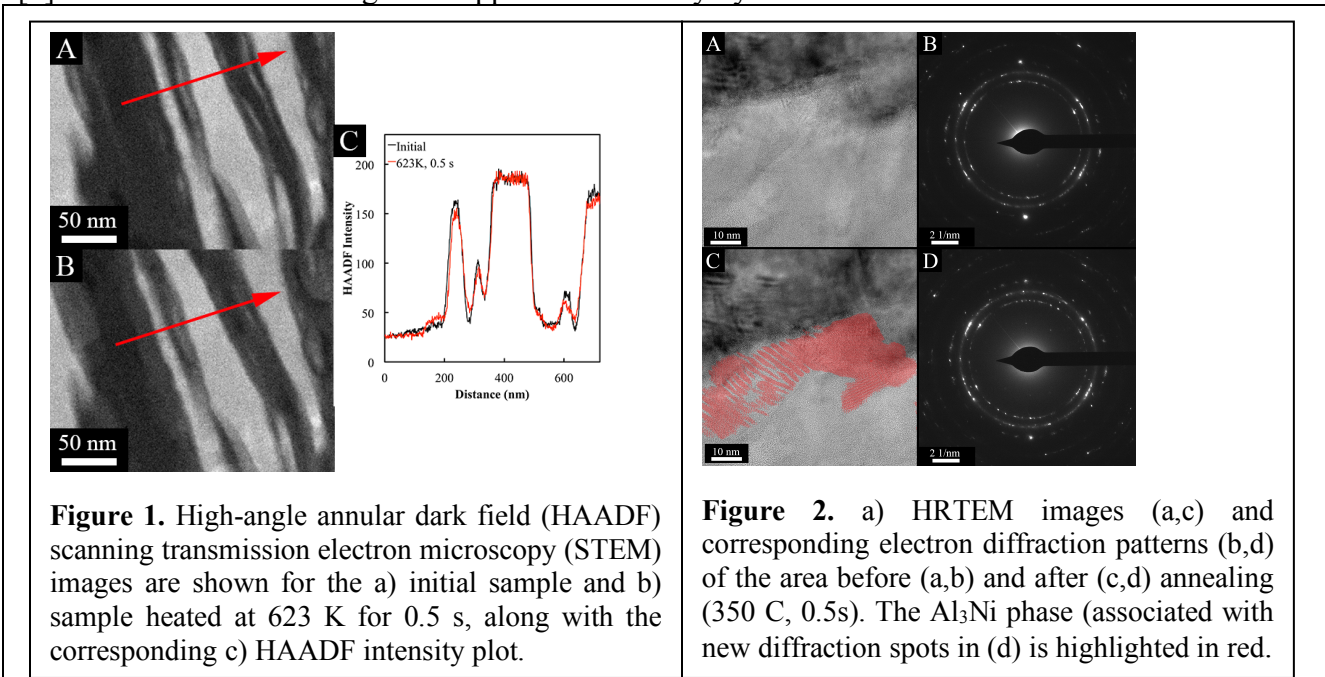 A
50 nm
B
50 nm
C
Initial
623K, 0.5 s
200
150
100
50
0
HAADF Intensity
0 200 400 600
Distance (nm)
Figure 1. High-angle annular dark field (HAADF)
scanning transmission electron microscopy (STEM)
images are shown for the a) initial sample and b)
sample heated at 623 K for 0.5 s, along with the
corresponding c) HAADF intensity plot.
A
10 nm
B
2 1/nm
C
10 nm
D
2 1/nm
Figure 2. a) HRTEM images (a,c) and
corresponding electron diffraction patterns (b,d)
of the area before (a,b) and after (c,d) annealing
(350 C, 0.5s). The Al₃Ni phase (associated with
new diffraction spots in (d) is highlighted in red.